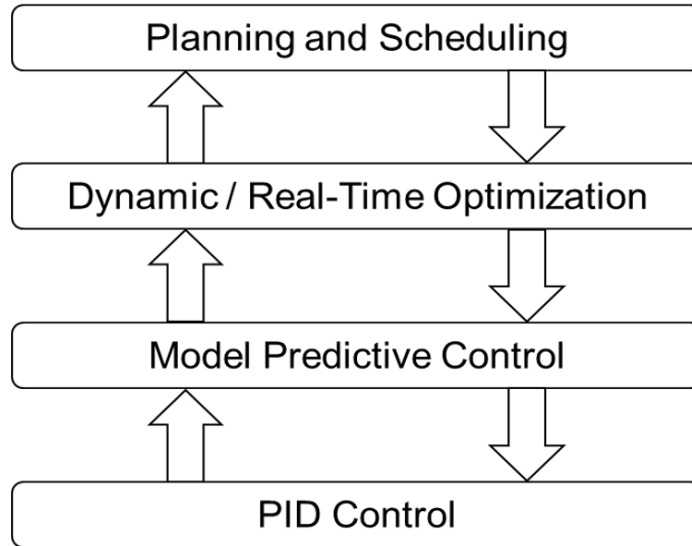 Planning and Scheduling
Dynamic / Real-Time Optimization
Model Predictive Control
PID Control